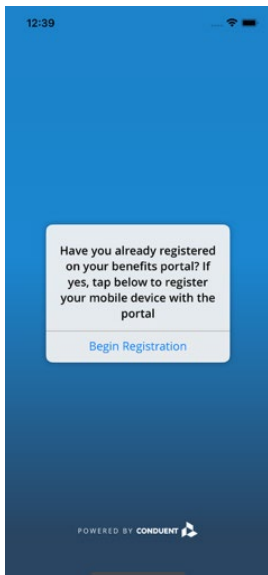 12:39
Have you already registered
on your benefits portal? If
yes, tap below to register
your mobile device with the
portal
Begin Registration
POWERED BY CONDUENT